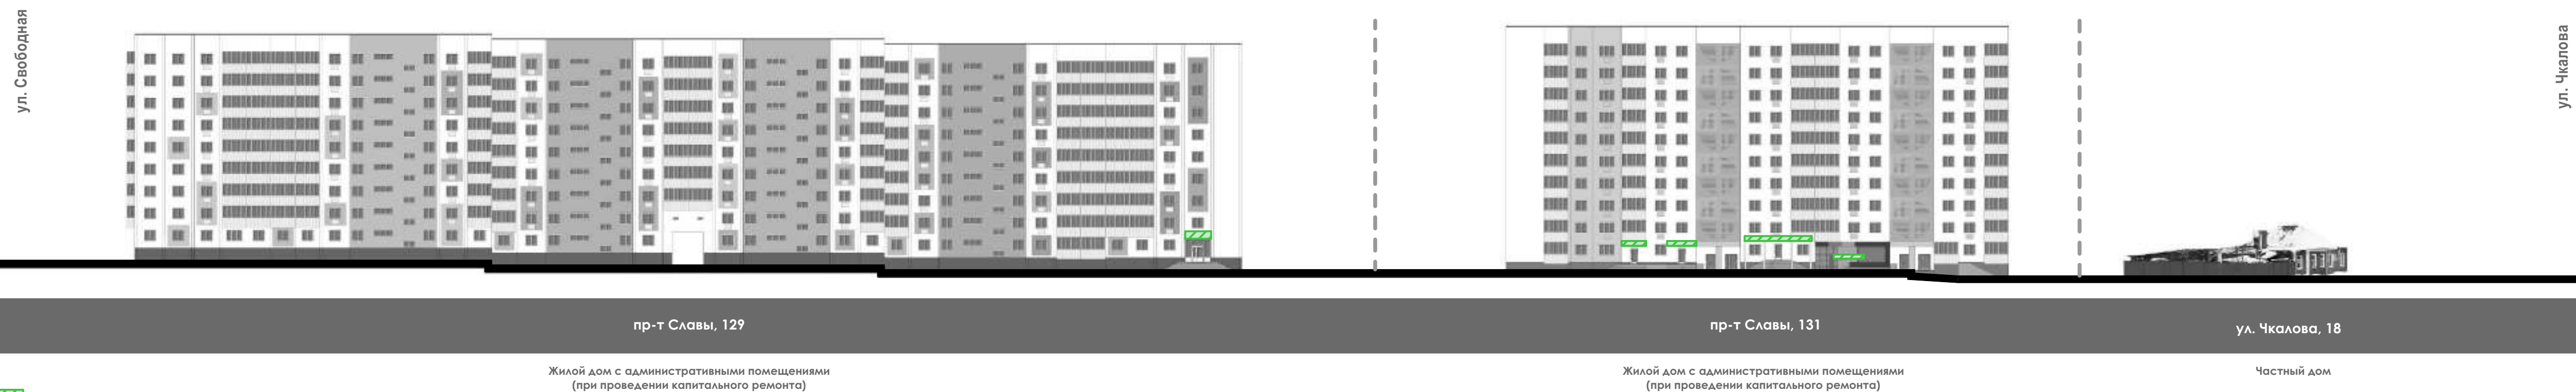 ул. Свободная
ул. Чкалова
пр-т Славы, 129
пр-т Славы, 131
ул. Чкалова, 18
Жилой дом с административными помещениями
(при проведении капитального ремонта)
Жилой дом с административными помещениями
(при проведении капитального ремонта)
Частный дом